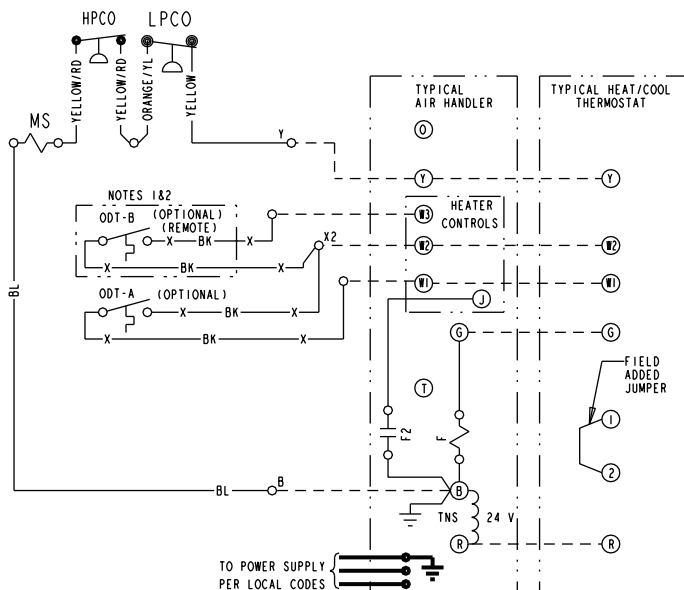 HPCO LPCO
YELLOW/RD
YELLOW/RD
ORANGE/YL
YELLOW
MS
Y
TYPICAL
AIR HANDLER
TYPICAL HEAT/COOL
THERMOSTAT
O
Y Y
NOTES 1&2
ODT-B (OPTIONAL)
(REMOTE)
X BK X
X X
X2
HEATER
CONTROLS
W3
W2 W2
W1 W1
J
BL
ODT-A (OPTIONAL)
X BK X
X BK X
G G
T
FIELD
ADDED
JUMPER
1
2
F2
F
BL B B
TNS 24 V
R R
TO POWER SUPPLY
PER LOCAL CODES